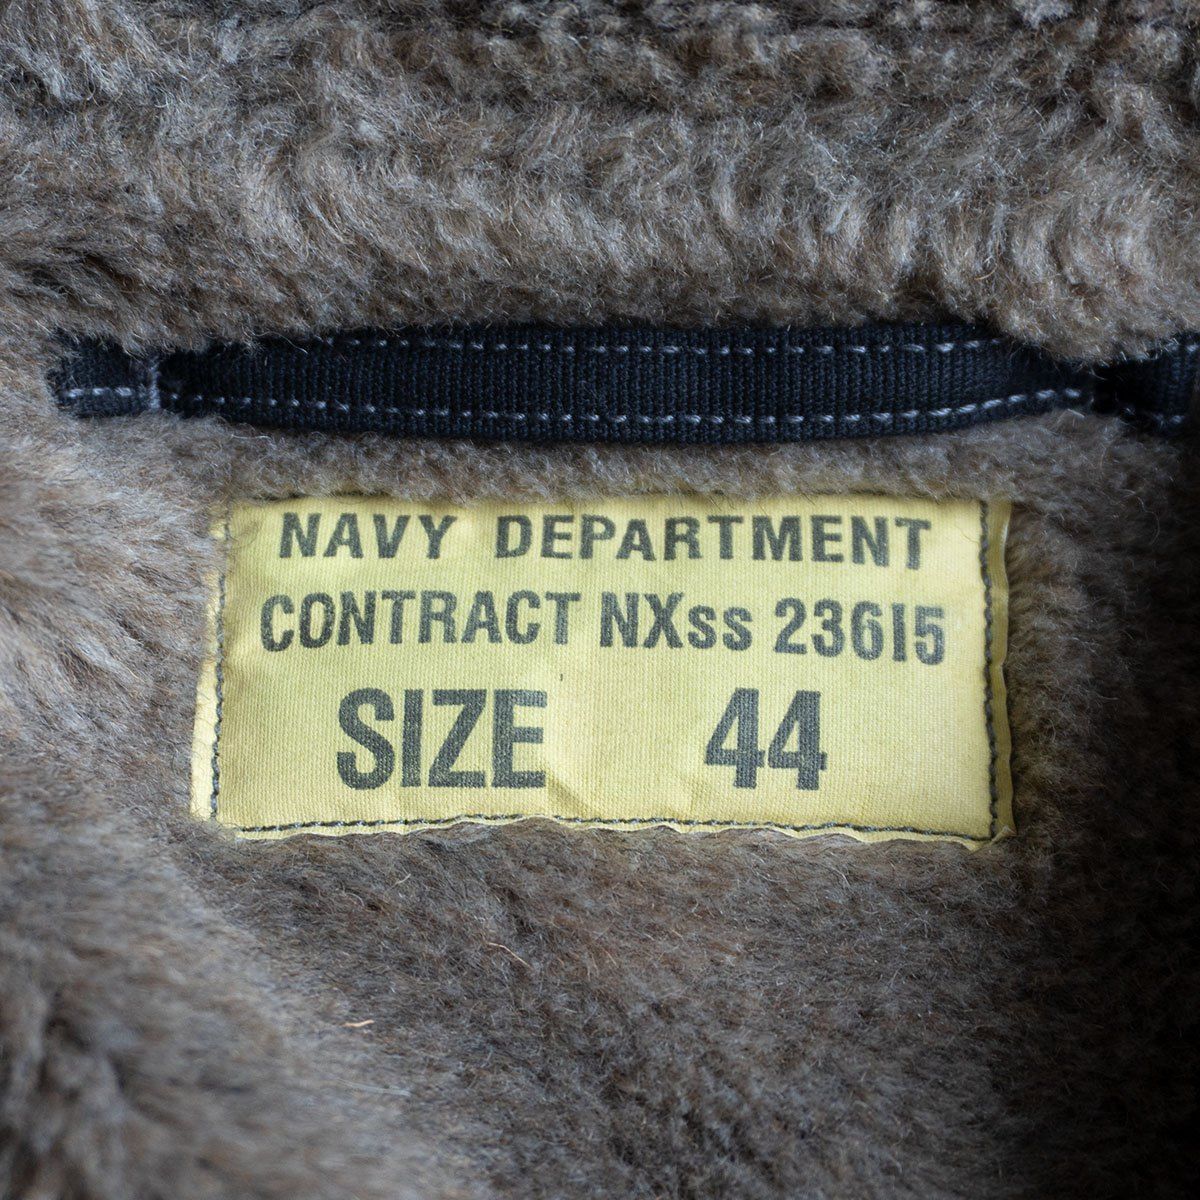 NAVY DEPARTMENT
CONTRACT NXss 23615
SIZE 44